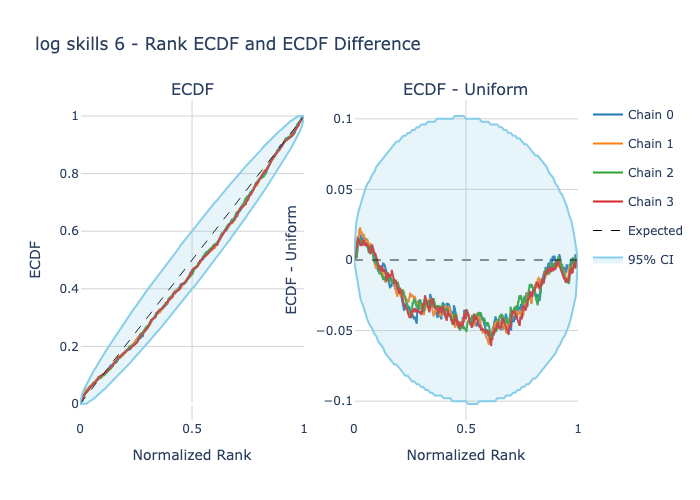 log skills 6 - Rank ECDF and ECDF Difference
ECDF
ECDF - Uniform
1
0.8
0.6
0.4
0.2
0
ECDF
0
0.5
1
Normalized Rank
0.1
0.05
0
−0.05
−0.1
ECDF - Uniform
0
0.5
1
Normalized Rank
Chain 0
Chain 1
Chain 2
Chain 3
Expected
95% CI